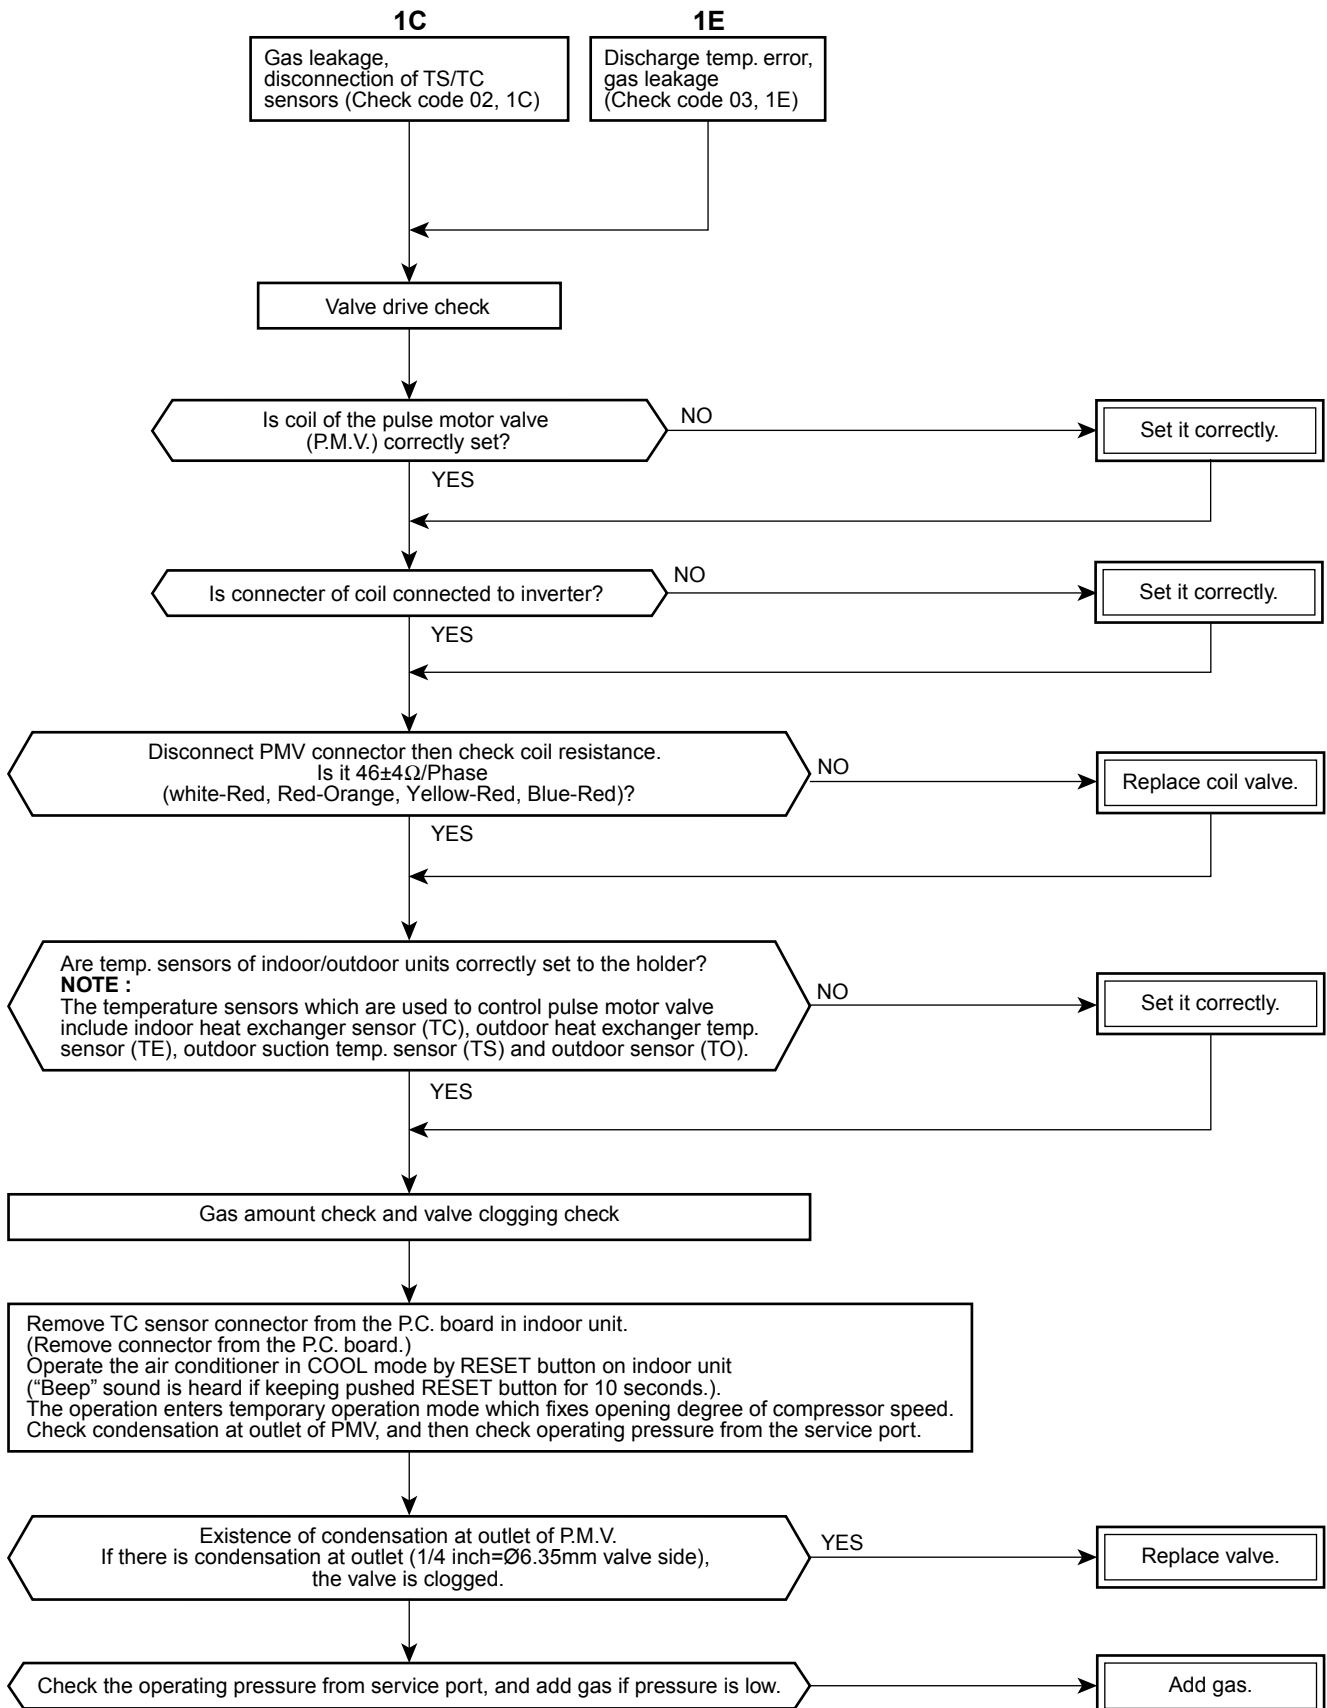 1C
1E
Gas leakage,
disconnection of TS/TC
sensors (Check code 02, 1C)
Discharge temp. error,
gas leakage
(Check code 03, 1E)
Valve drive check
Is coil of the pulse motor valve
(P.M.V.) correctly set?
NO
Set it correctly.
YES
Is connecter of coil connected to inverter?
NO
Set it correctly.
YES
Disconnect PMV connector then check coil resistance.
Is it 46±4Ω/Phase
(white-Red, Red-Orange, Yellow-Red, Blue-Red)?
NO
Replace coil valve.
YES
Are temp. sensors of indoor/outdoor units correctly set to the holder?
NOTE :
The temperature sensors which are used to control pulse motor valve
include indoor heat exchanger sensor (TC), outdoor heat exchanger temp.
sensor (TE), outdoor suction temp. sensor (TS) and outdoor sensor (TO).
NO
Set it correctly.
YES
Gas amount check and valve clogging check
Remove TC sensor connector from the P.C. board in indoor unit.
(Remove connector from the P.C. board.)
Operate the air conditioner in COOL mode by RESET button on indoor unit
(“Beep” sound is heard if keeping pushed RESET button for 10 seconds.).
The operation enters temporary operation mode which fixes opening degree of compressor speed.
Check condensation at outlet of PMV, and then check operating pressure from the service port.
Existence of condensation at outlet of P.M.V.
If there is condensation at outlet (1/4 inch=Ø6.35mm valve side),
the valve is clogged.
YES
Replace valve.
Check the operating pressure from service port, and add gas if pressure is low.
Add gas.